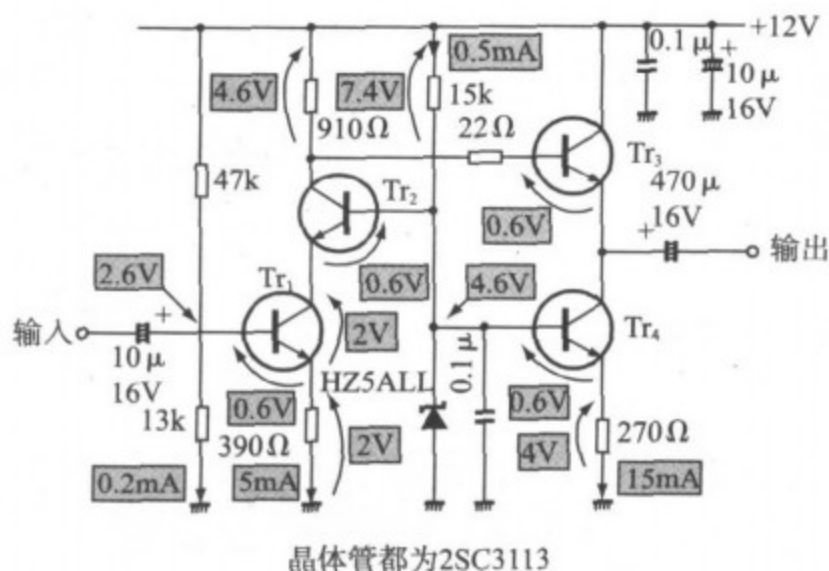 +12V
0.5mA
0.1μ
+
10μ
16V
4.6V
7.4V
15k
910Ω
22Ω
Tr₃
47k
Tr₂
470μ
16V
+
输出
0.6V
2.6V
0.6V
4.6V
Tr₁
输入
+
2V
Tr₄
10μ
16V
HZ5ALL
0.1μ
0.6V
0.6V
13k
390Ω
2V
4V
270Ω
0.2mA
5mA
15mA
晶体管都为2SC3113